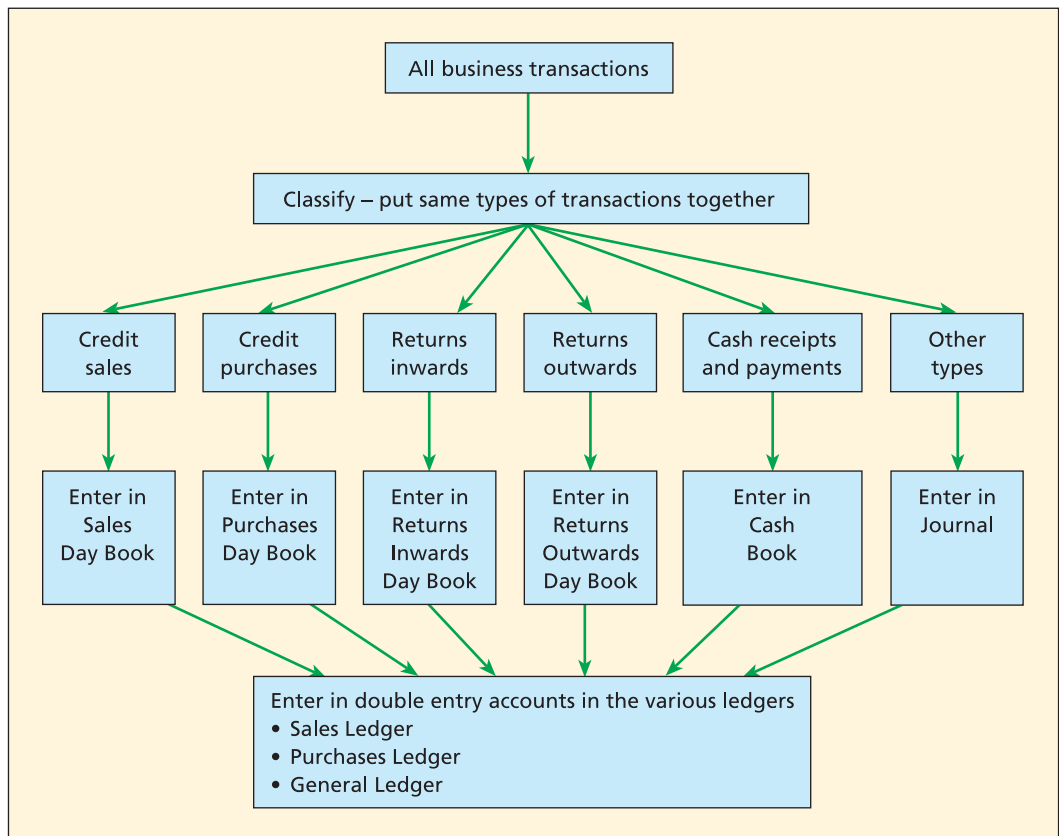 All business transactions
Classify – put same types of transactions together
Credit
sales
Credit
purchases
Returns
inwards
Returns
outwards
Cash receipts
and payments
Other
types
Enter in
Sales
Day Book
Enter in
Purchases
Day Book
Enter in
Returns
Inwards
Day Book
Enter in
Returns
Outwards
Day Book
Enter in
Cash
Book
Enter in
Journal
Enter in double entry accounts in the various ledgers
• Sales Ledger
• Purchases Ledger
• General Ledger